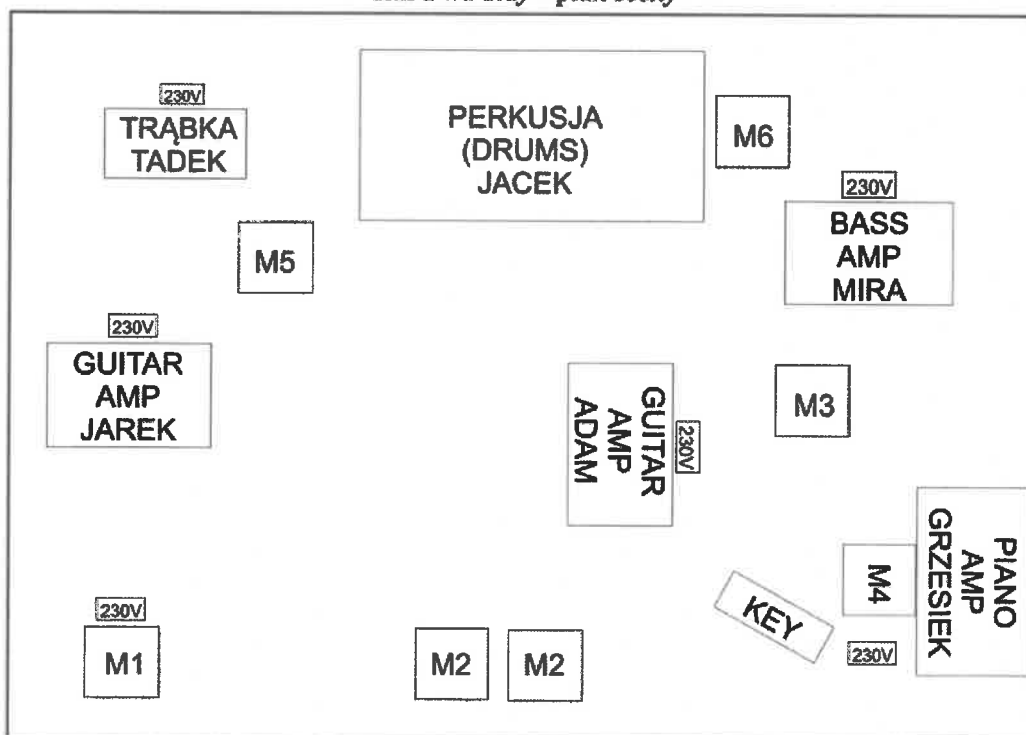 230V
TRĄBKA
TADEK
PERKUSJA
(DRUMS)
JACEK
M6
230V
BASS
AMP
MIRA
M5
230V
GUITAR
AMP
JAREK
GUITAR
AMP
ADAM
230V
M3
PIANO
AMP
GRZESIEK
M4
KEY
230V
230V
M1
M2
M2